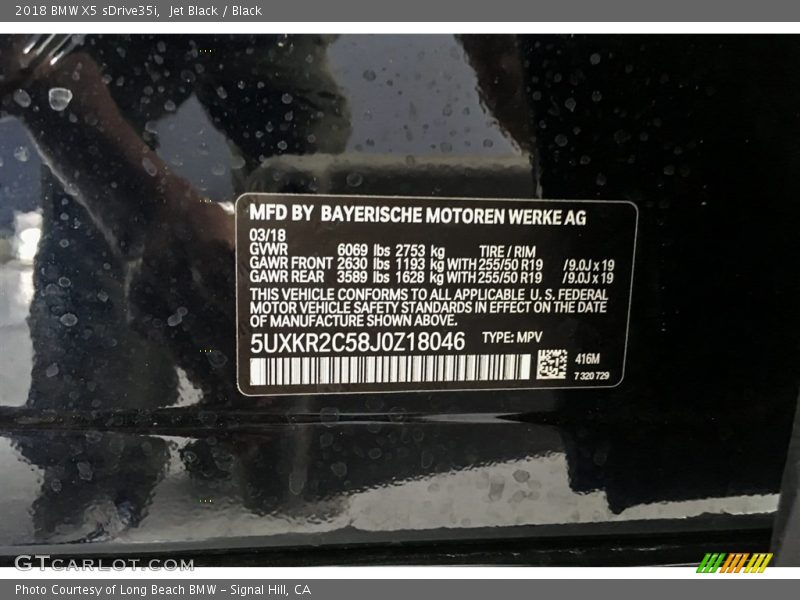 2018 BMW X5 sDrive35i, Jet Black / Black
MFD BY BAYERISCHE MOTOREN WERKE AG
03/18
GVWR 6069 lbs 2753 kg TIRE / RIM
GAWR FRONT 2630 lbs 1193 kg WITH 255/50 R19 /9.0J x 19
GAWR REAR 3589 lbs 1628 kg WITH 255/50 R19 /9.0J x 19
THIS VEHICLE CONFORMS TO ALL APPLICABLE U.S. FEDERAL
MOTOR VEHICLE SAFETY STANDARDS IN EFFECT ON THE DATE
OF MANUFACTURE SHOWN ABOVE.
5UXKR2C58J0Z18046 TYPE: MPV
416M
7 320 729
GTCARLOT.COM
Photo Courtesy of Long Beach BMW - Signal Hill, CA